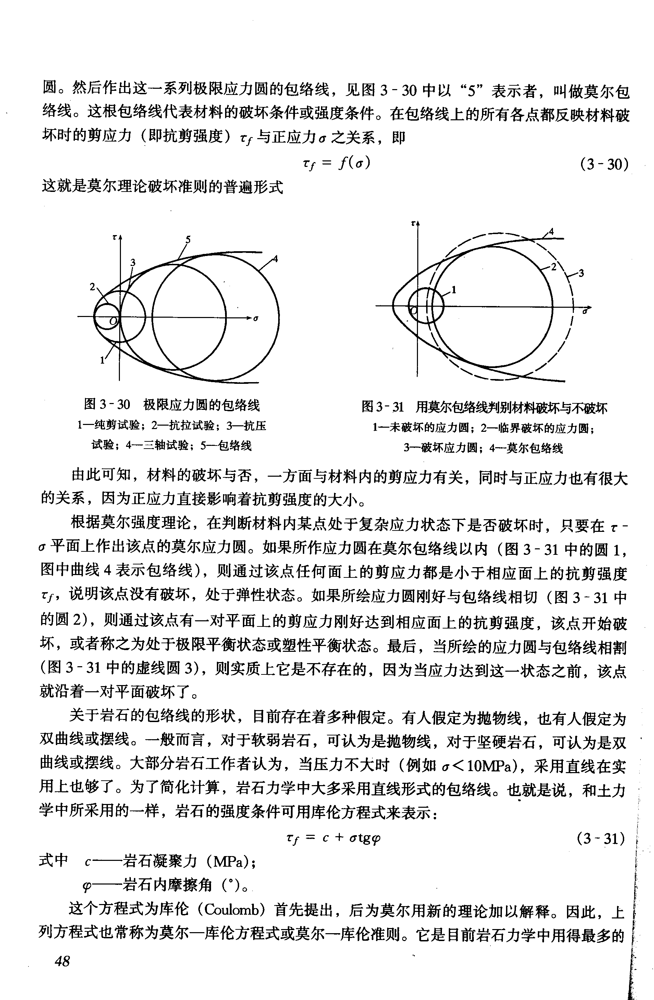 圆。然后作出这一系列极限应力圆的包络线，见图 3-30 中以“5”表示者，叫做莫尔包
络线。这根包络线代表材料的破坏条件或强度条件。在包络线上的所有各点都反映材料破
坏时的剪应力（即抗剪强度）τf 与正应力 σ 之关系，即
τf = f(σ) (3-30)
这就是莫尔理论破坏准则的普遍形式
τ
5
3
4
2
O
σ
1
图 3-30 极限应力圆的包络线
1—纯剪试验；2—抗拉试验；3—抗压
试验；4—三轴试验；5—包络线
τ
4
2
3
1
O
σ
图 3-31 用莫尔包络线判别材料破坏与不破坏
1—未破坏的应力圆；2—临界破坏的应力圆；
3—破坏应力圆；4—莫尔包络线
由此可知，材料的破坏与否，一方面与材料内的剪应力有关，同时与正应力也有很大
的关系，因为正应力直接影响着抗剪强度的大小。
根据莫尔强度理论，在判断材料内某点处于复杂应力状态下是否破坏时，只要在 τ-
σ 平面上作出该点的莫尔应力圆。如果所作应力圆在莫尔包络线以内（图 3-31 中的圆 1，
图中曲线 4 表示包络线），则通过该点任何面上的剪应力都是小于相应面上的抗剪强度
τf，说明该点没有破坏，处于弹性状态。如果所绘应力圆刚好与包络线相切（图 3-31 中
的圆 2），则通过该点有一对平面上的剪应力刚好达到相应面上的抗剪强度，该点开始破
坏，或者称之为处于极限平衡状态或塑性平衡状态。最后，当所绘的应力圆与包络线相割
（图 3-31 中的虚线圆 3），则实质上它是不存在的，因为当应力达到这一状态之前，该点
就沿着一对平面破坏了。
关于岩石的包络线的形状，目前存在着多种假定。有人假定为抛物线，也有人假定为
双曲线或摆线。一般而言，对于软弱岩石，可认为是抛物线，对于坚硬岩石，可认为是双
曲线或摆线。大部分岩石工作者认为，当压力不大时（例如 σ<10MPa），采用直线在实
用上也够了。为了简化计算，岩石力学中大多采用直线形式的包络线。也就是说，和土力
学中所采用的一样，岩石的强度条件可用库伦方程式来表示：
τf = c + σtgφ (3-31)
式中 c——岩石凝聚力（MPa）；
φ——岩石内摩擦角（°）。
这个方程式为库伦（Coulomb）首先提出，后为莫尔用新的理论加以解释。因此，上
列方程式也常称为莫尔—库伦方程式或莫尔—库伦准则。它是目前岩石力学中用得最多的
48